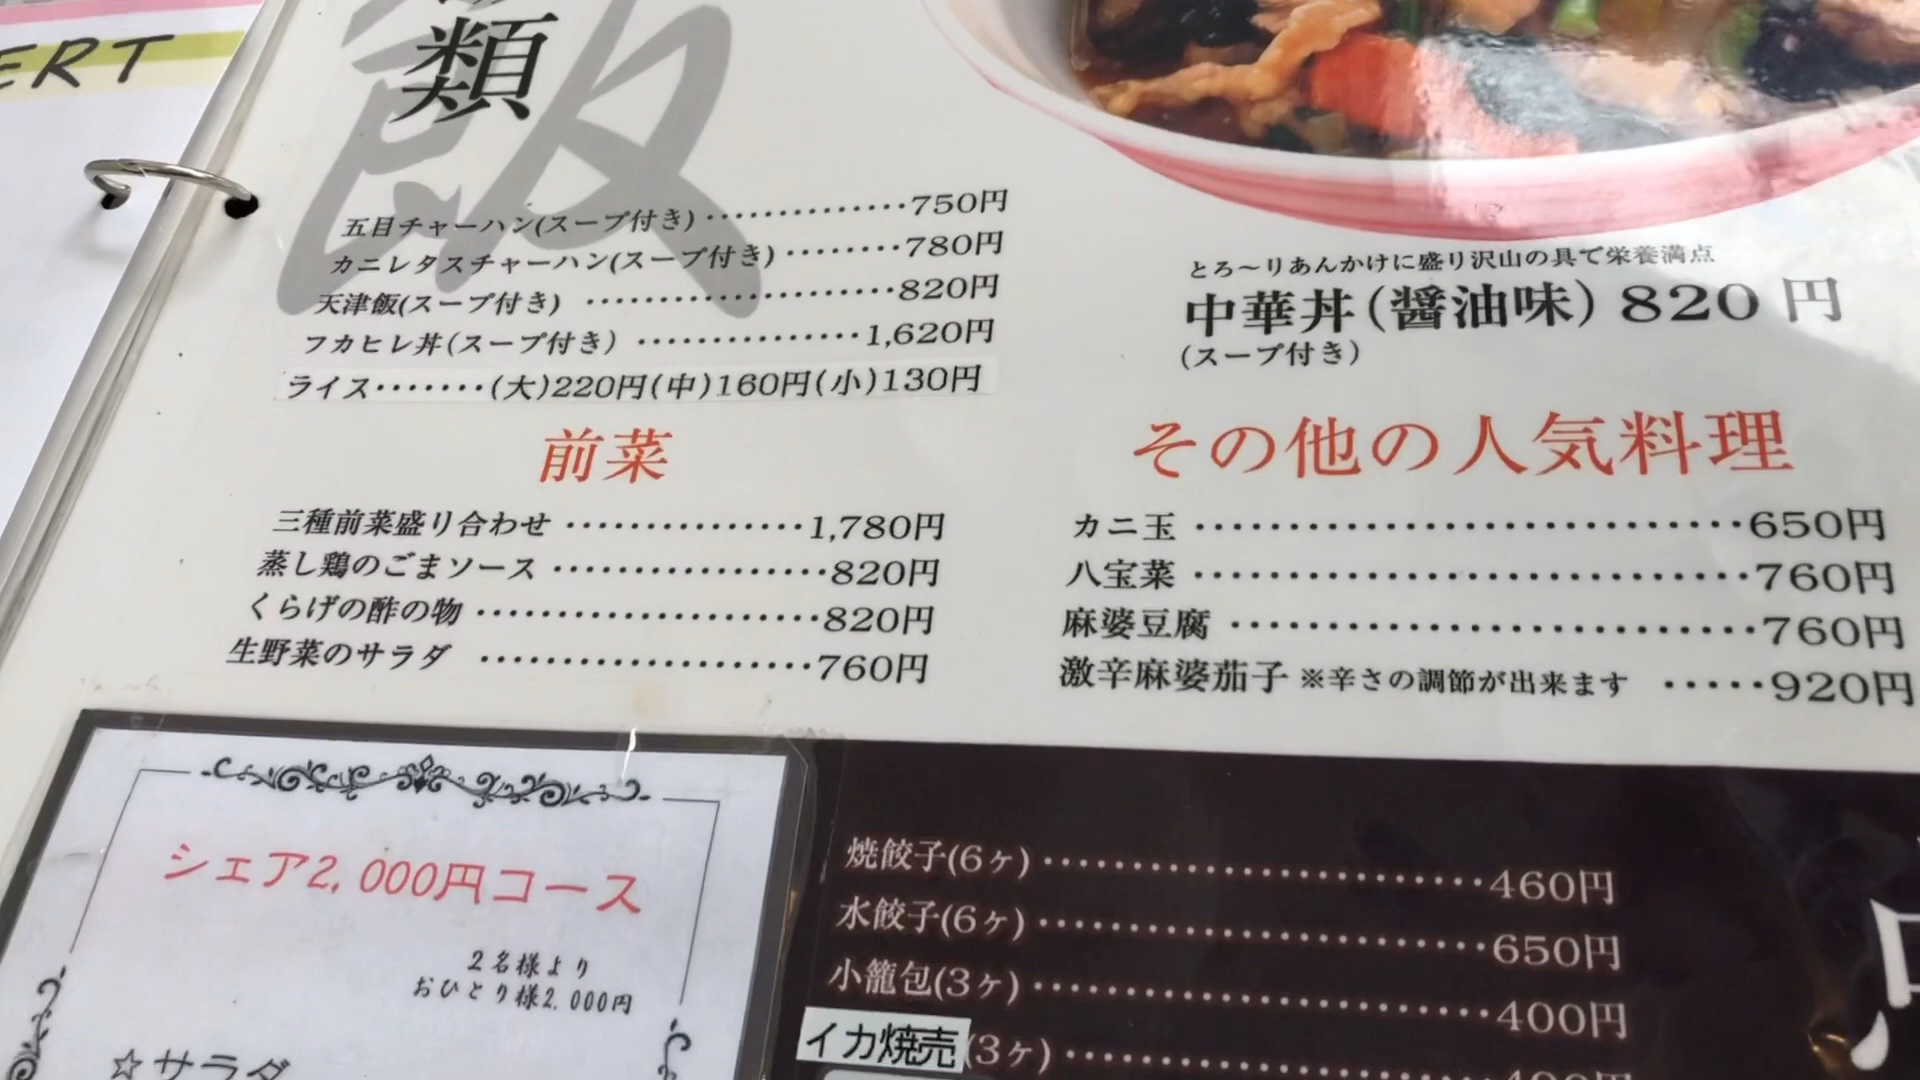 ERT
飯
類
五目チャーハン(スープ付き)・・・・・・・・・・・・・・750円
カニレタスチャーハン(スープ付き)・・・・・・・・780円
天津飯(スープ付き) ・・・・・・・・・・・・・・・・・・・・・820円
フカヒレ丼(スープ付き)・・・・・・・・・・・・・・・1,620円
ライス・・・・・・・(大)220円(中)160円(小)130円
前菜
三種前菜盛り合わせ・・・・・・・・・・・・・・・1,780円
蒸し鶏のごまソース・・・・・・・・・・・・・・・・・820円
くらげの酢の物・・・・・・・・・・・・・・・・・・・・・820円
生野菜のサラダ ・・・・・・・・・・・・・・・・・・・・760円
とろ～りあんかけに盛り沢山の具で栄養満点
中華丼(醤油味) 820円
(スープ付き)
その他の人気料理
カニ玉・・・・・・・・・・・・・・・・・・・・・・・・・・・・・・650円
八宝菜・・・・・・・・・・・・・・・・・・・・・・・・・・・・・・760円
麻婆豆腐・・・・・・・・・・・・・・・・・・・・・・・・・・・・760円
激辛麻婆茄子 ※辛さの調節が出来ます ・・・・・920円
シェア2,000円コース
2名様より
おひとり様2,000円
☆サラダ
焼餃子(6ヶ)・・・・・・・・・・・・・・・・・・・・・・・・460円
水餃子(6ヶ)・・・・・・・・・・・・・・・・・・・・・・・・650円
小籠包(3ヶ)・・・・・・・・・・・・・・・・・・・・・・・・400円
イカ焼売(3ヶ)・・・・・・・・・・・・・・・・・・・・・・